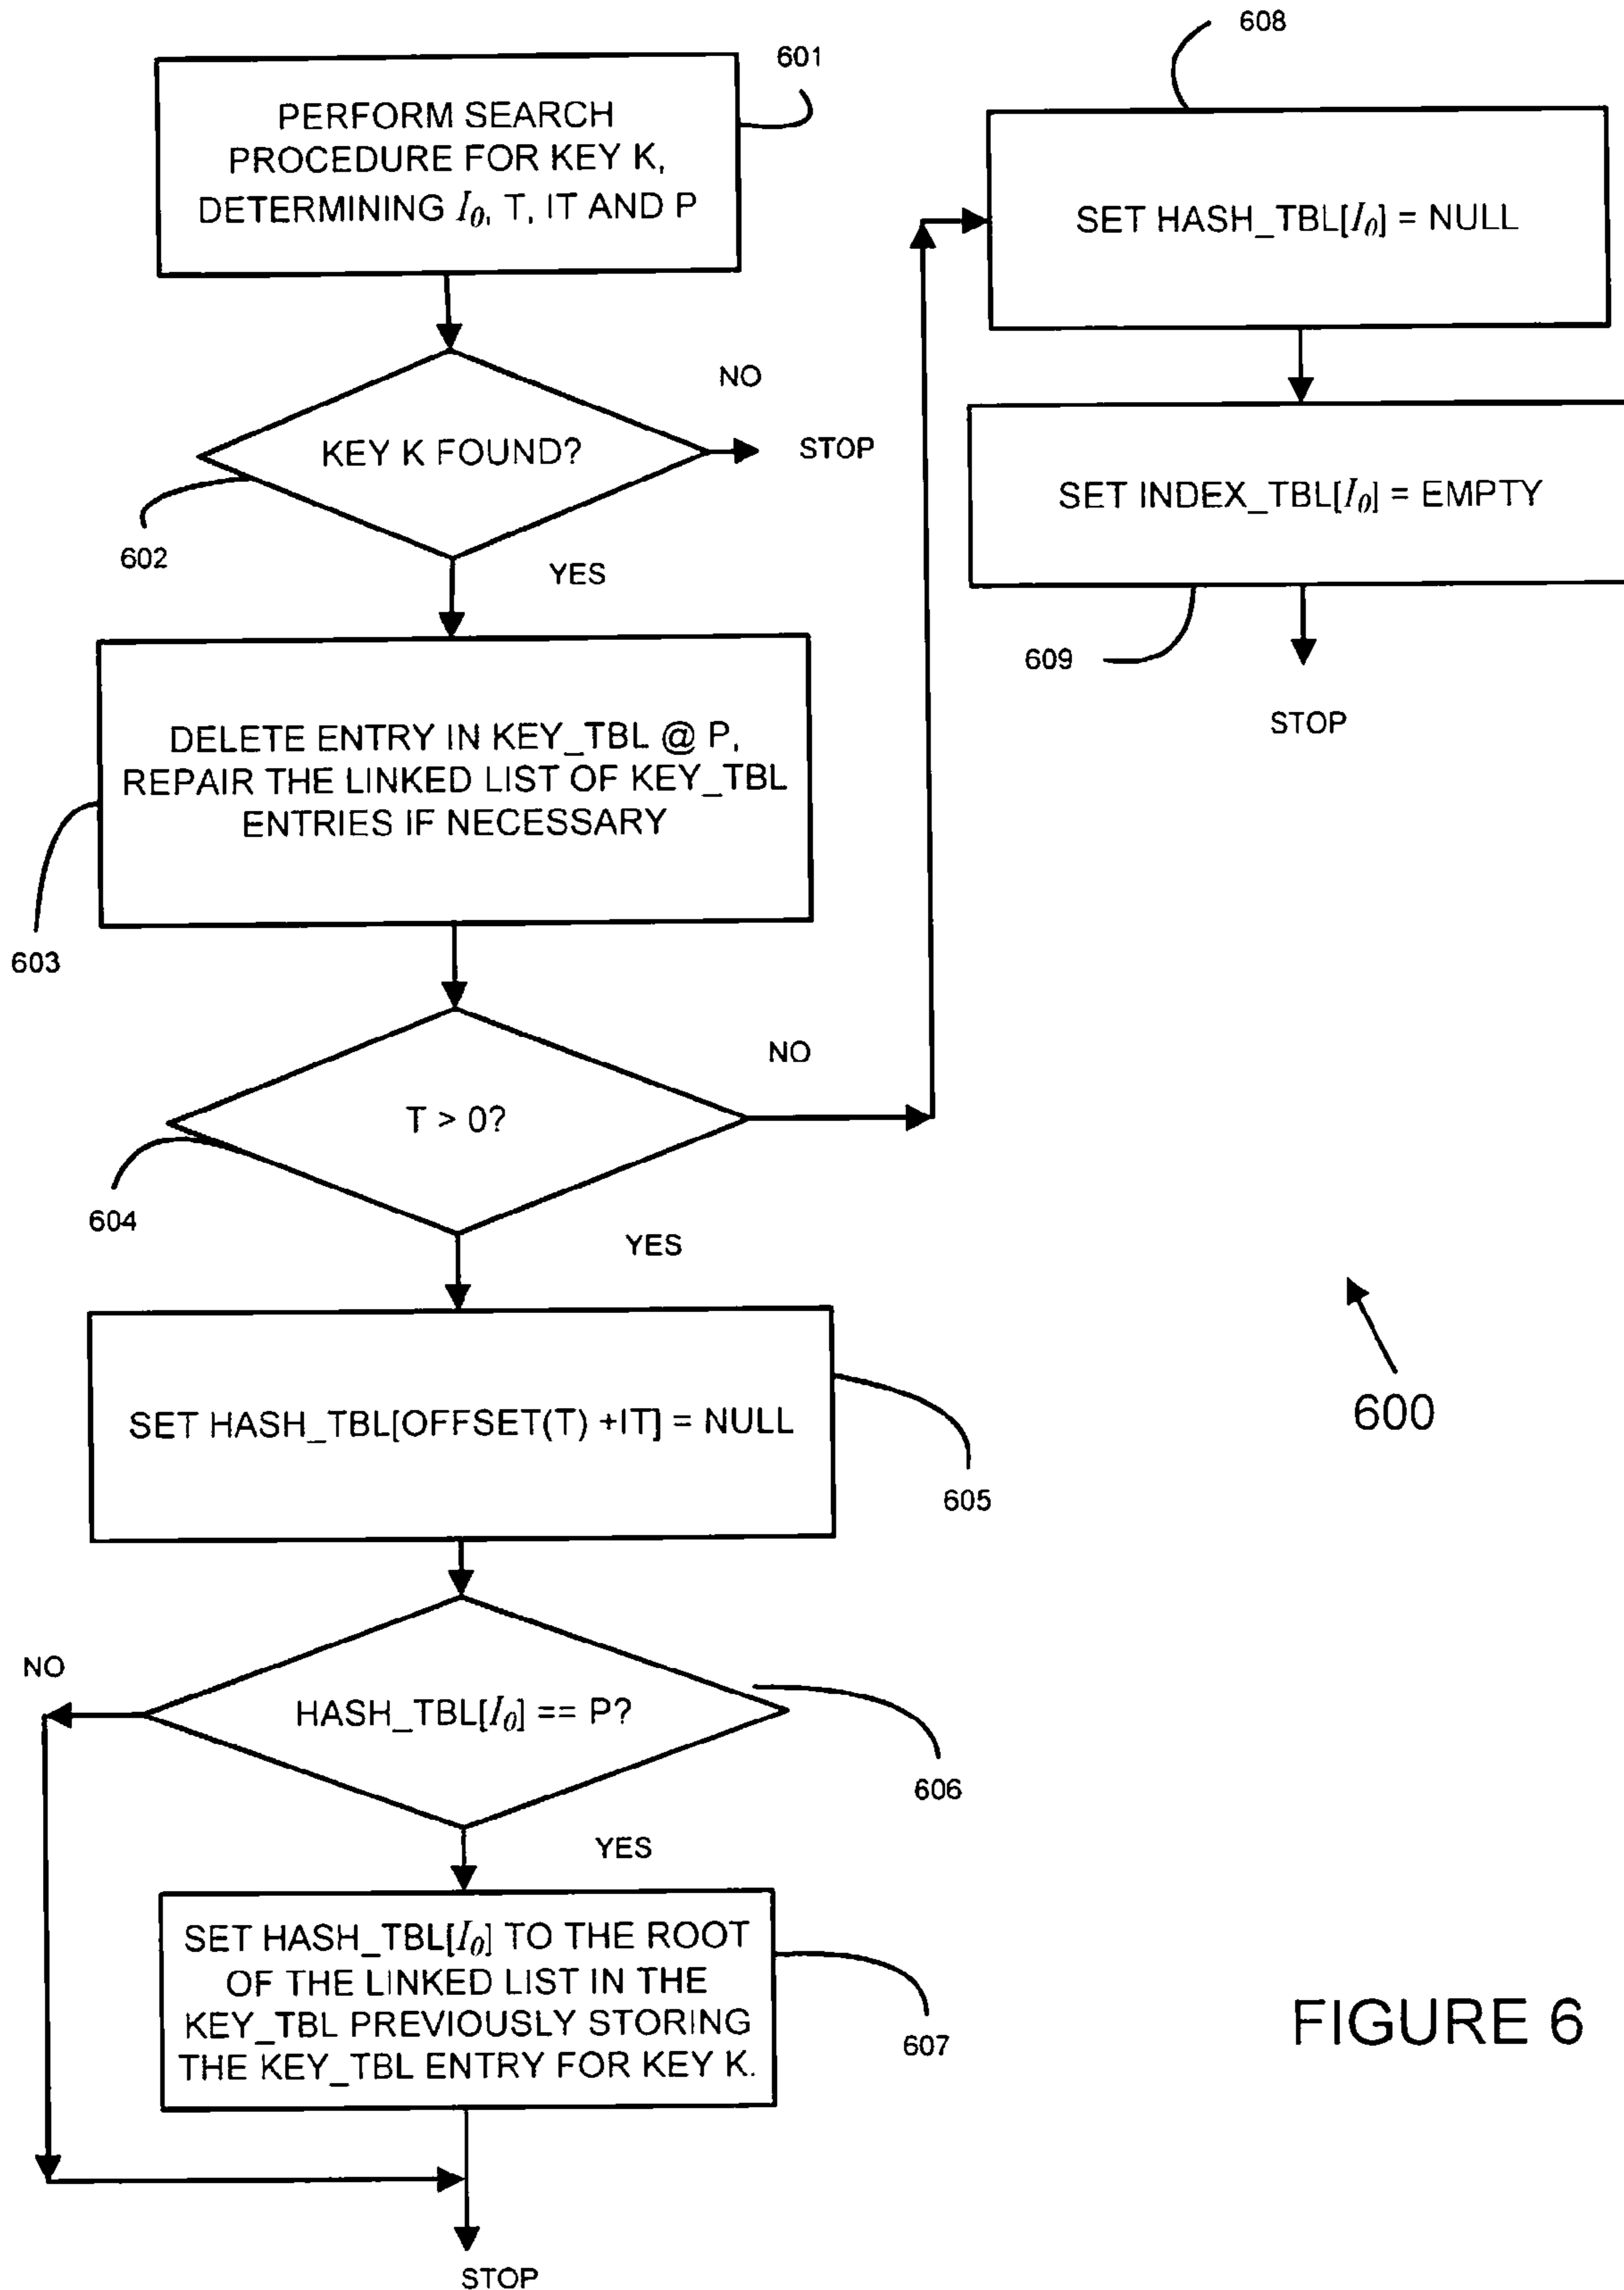 601
PERFORM SEARCH
PROCEDURE FOR KEY K,
DETERMINING I0, T, IT AND P
NO
KEY K FOUND?
STOP
602
YES
DELETE ENTRY IN KEY_TBL @ P,
REPAIR THE LINKED LIST OF KEY_TBL
ENTRIES IF NECESSARY
603
NO
T > 0?
604
YES
SET HASH_TBL[OFFSET(T) +IT] = NULL
605
NO
HASH_TBL[I0] == P?
606
YES
SET HASH_TBL[I0] TO THE ROOT
OF THE LINKED LIST IN THE
KEY_TBL PREVIOUSLY STORING
THE KEY_TBL ENTRY FOR KEY K.
607
STOP
608
SET HASH_TBL[I0] = NULL
SET INDEX_TBL[I0] = EMPTY
609
STOP
600
FIGURE 6